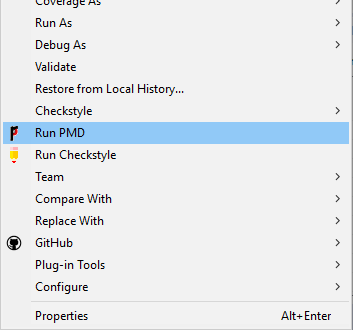 Coverage As
Run As
Debug As
Validate
Restore from Local History...
Checkstyle
Run PMD
Run Checkstyle
Team
Compare With
Replace With
GitHub
Plug-in Tools
Configure
Properties Alt+Enter